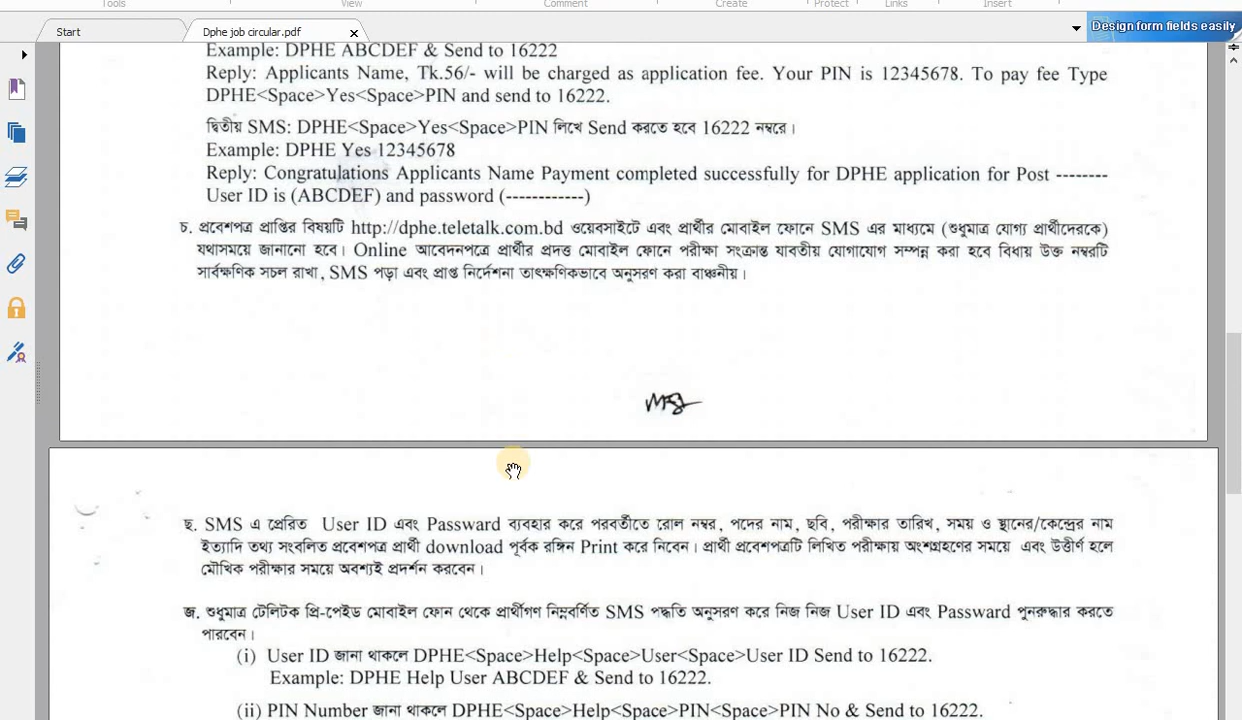 Tools View Comment Create Protect Links Insert
Start Dphe job circular.pdf Design form fields easily
Example: DPHE ABCDEF & Send to 16222
Reply: Applicants Name, Tk.56/- will be charged as application fee. Your PIN is 12345678. To pay fee Type
DPHE<Space>Yes<Space>PIN and send to 16222.
দ্বিতীয় SMS: DPHE<Space>Yes<Space>PIN লিখে Send করতে হবে 16222 নম্বরে।
Example: DPHE Yes 12345678
Reply: Congratulations Applicants Name Payment completed successfully for DPHE application for Post --------
User ID is (ABCDEF) and password (------------)
চ. প্রবেশপত্র প্রাপ্তির বিষয়টি http://dphe.teletalk.com.bd ওয়েবসাইটে এবং প্রার্থীর মোবাইল ফোনে SMS এর মাধ্যমে (শুধুমাত্র যোগ্য প্রার্থীদেরকে)
যথাসময়ে জানানো হবে। Online আবেদনপত্রে প্রার্থীর প্রদত্ত মোবাইল ফোনে পরীক্ষা সংক্রান্ত যাবতীয় যোগাযোগ সম্পন্ন করা হবে বিধায় উক্ত নম্বরটি
সার্বক্ষণিক সচল রাখা, SMS পড়া এবং প্রাপ্ত নির্দেশনা তাৎক্ষণিকভাবে অনুসরণ করা বাঞ্চনীয়।
ছ. SMS এ প্রেরিত User ID এবং Passward ব্যবহার করে পরবর্তীতে রোল নম্বর, পদের নাম, ছবি, পরীক্ষার তারিখ, সময় ও স্থানের/কেন্দ্রের নাম
ইত্যাদি তথ্য সংবলিত প্রবেশপত্র প্রার্থী download পূর্বক রঙ্গিন Print করে নিবেন। প্রার্থী প্রবেশপত্রটি লিখিত পরীক্ষায় অংশগ্রহণের সময়ে এবং উত্তীর্ণ হলে
মৌখিক পরীক্ষার সময়ে অবশ্যই প্রদর্শন করবেন।
জ. শুধুমাত্র টেলিটক প্রি-পেইড মোবাইল ফোন থেকে প্রার্থীগণ নিম্নবর্ণিত SMS পদ্ধতি অনুসরণ করে নিজ নিজ User ID এবং Passward পুনরুদ্ধার করতে
পারবেন।
(i) User ID জানা থাকলে DPHE<Space>Help<Space>User<Space>User ID Send to 16222.
Example: DPHE Help User ABCDEF & Send to 16222.
(ii) PIN Number জানা থাকলে DPHE<Space>Help<Space>PIN<Space>PIN No & Send to 16222.